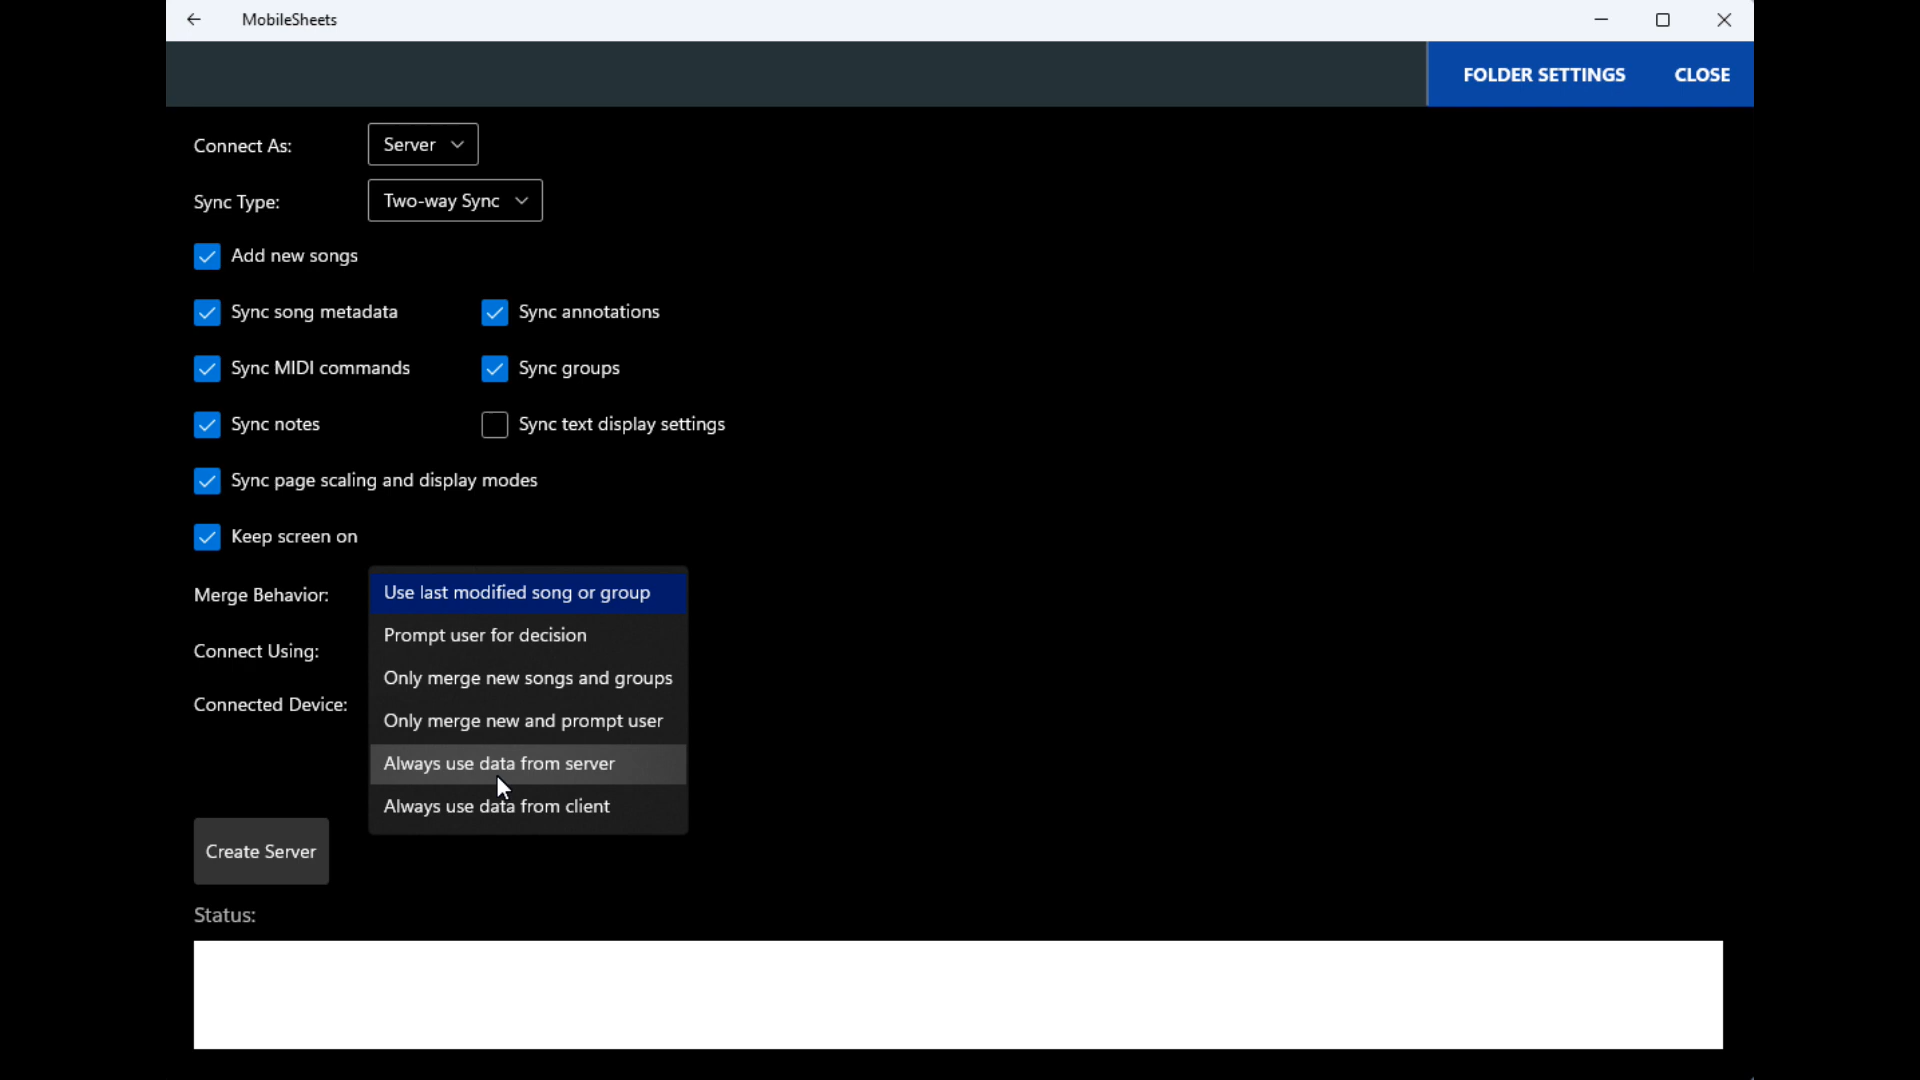 MobileSheets
FOLDER SETTINGS CLOSE
Connect As: Server
Sync Type: Two-way Sync
Add new songs
Sync song metadata Sync annotations
Sync MIDI commands Sync groups
Sync notes Sync text display settings
Sync page scaling and display modes
Keep screen on
Merge Behavior: Use last modified song or group
Prompt user for decision
Connect Using:
Only merge new songs and groups
Connected Device:
Only merge new and prompt user
Always use data from server
Always use data from client
Create Server
Status: